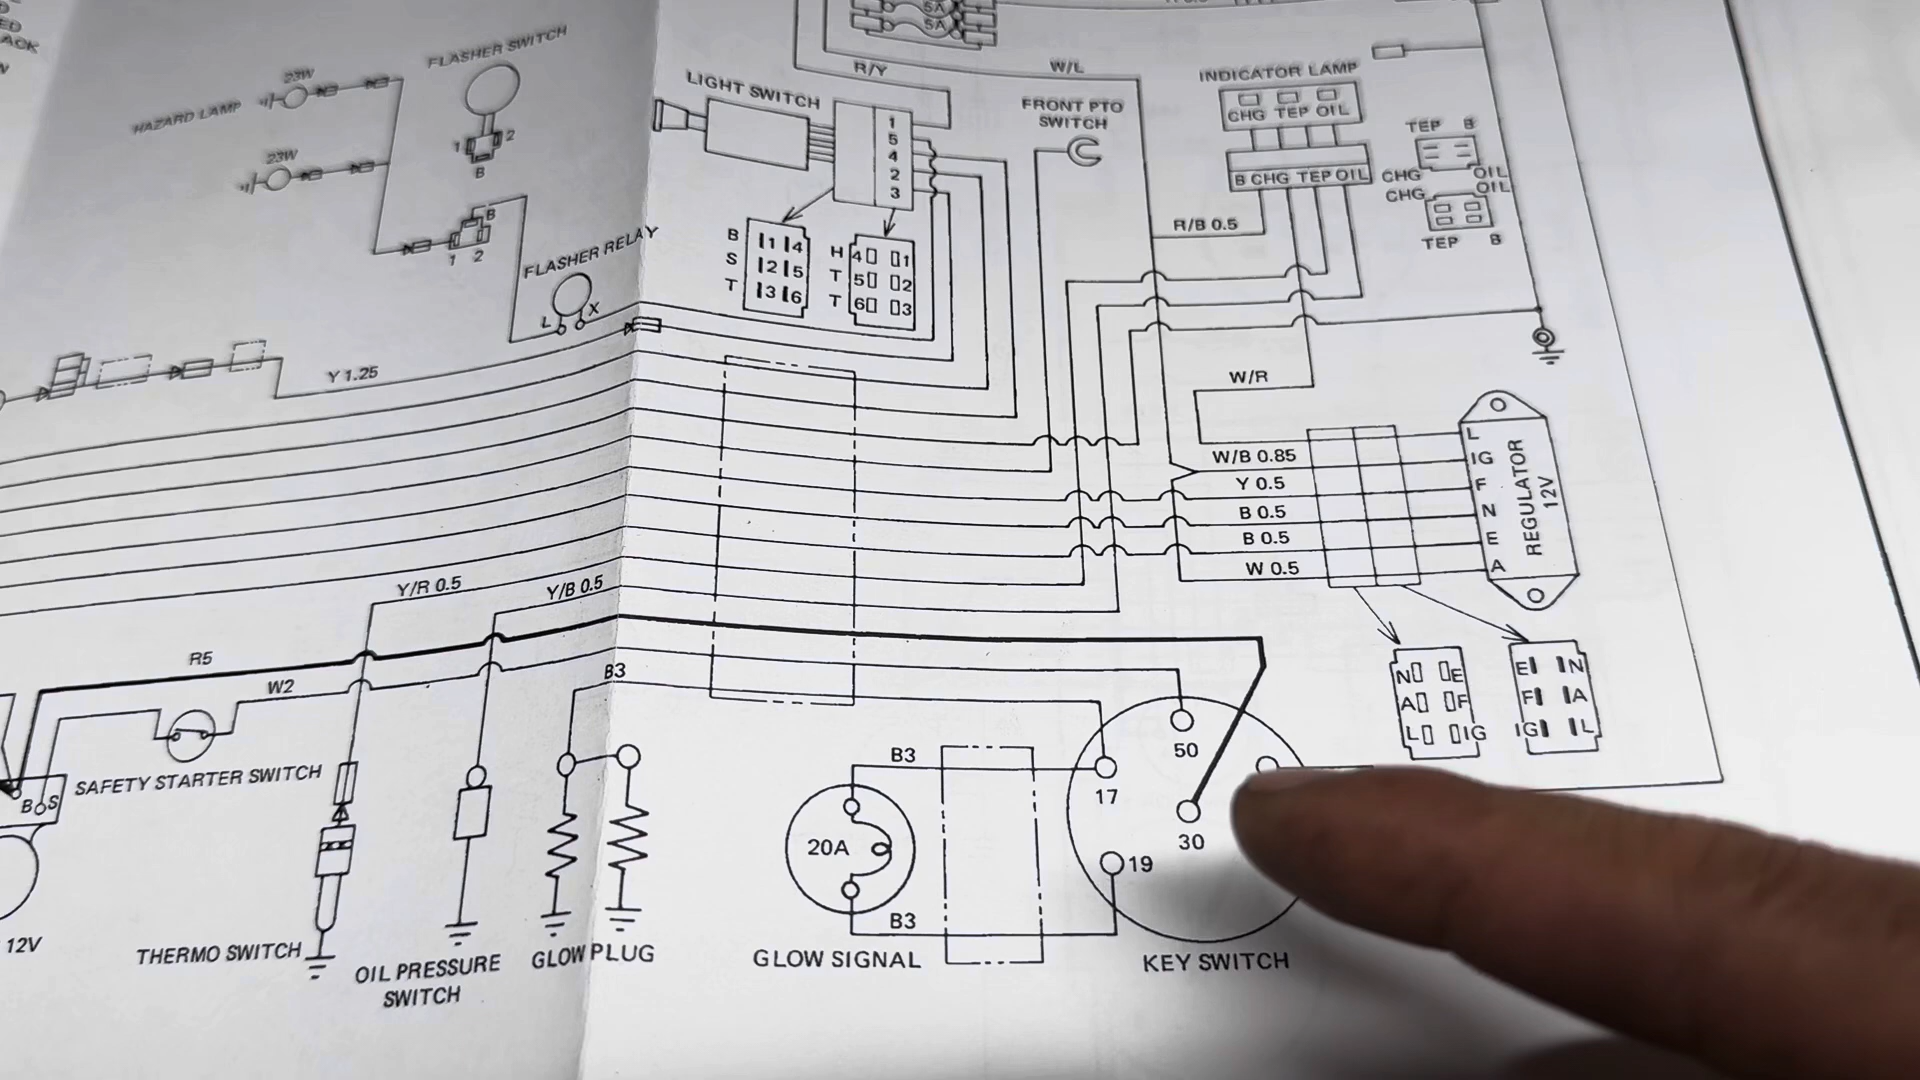 ACK
5A
5A
FLASHER SWITCH
23W
HAZARD LAMP
23W
1
2
B
B
1 2
FLASHER RELAY
L
X
Y 1.25
R/Y
LIGHT SWITCH
1
5
4
2
3
B
S
T
1 4
2 5
3 6
H
T
T
4 1
5 2
6 3
W/L
FRONT PTO
SWITCH
INDICATOR LAMP
CHG TEP OIL
B CHG TEP OIL
R/B 0.5
TEP B
CHG OIL
CHG OIL
TEP B
W/R
W/B 0.85
Y 0.5
B 0.5
B 0.5
W 0.5
L
IG
F
N
E
A
REGULATOR
12V
N E
A F
L IG
E N
F A
IG L
Y/R 0.5
Y/B 0.5
R5
W2
B3
SAFETY STARTER SWITCH
B S
12V
THERMO SWITCH
OIL PRESSURE
SWITCH
GLOW PLUG
B3
20A
B3
GLOW SIGNAL
50
17
30
19
KEY SWITCH